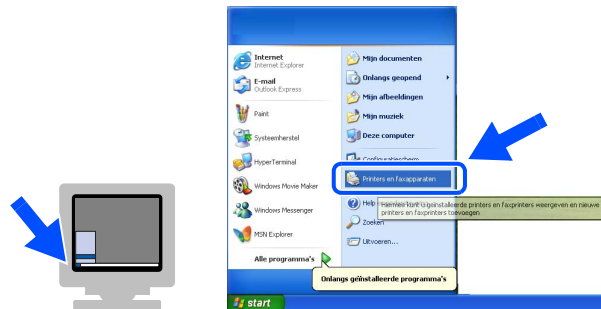 Internet
Internet Explorer
E-mail
Outlook Express
Paint
Systeemherstel
HyperTerminal
Windows Movie Maker
Windows Messenger
MSN Explorer
Alle programma's
Mijn documenten
Onlangs geopend
Mijn afbeeldingen
Mijn muziek
Deze computer
Configuratiescherm
Printers en faxapparaten
Help
Hiermee kunt u geïnstalleerde printers en faxprinters weergeven en nieuwe
printers en faxprinters toevoegen
Zoeken
Uitvoeren...
Onlangs geïnstalleerde programma's
start